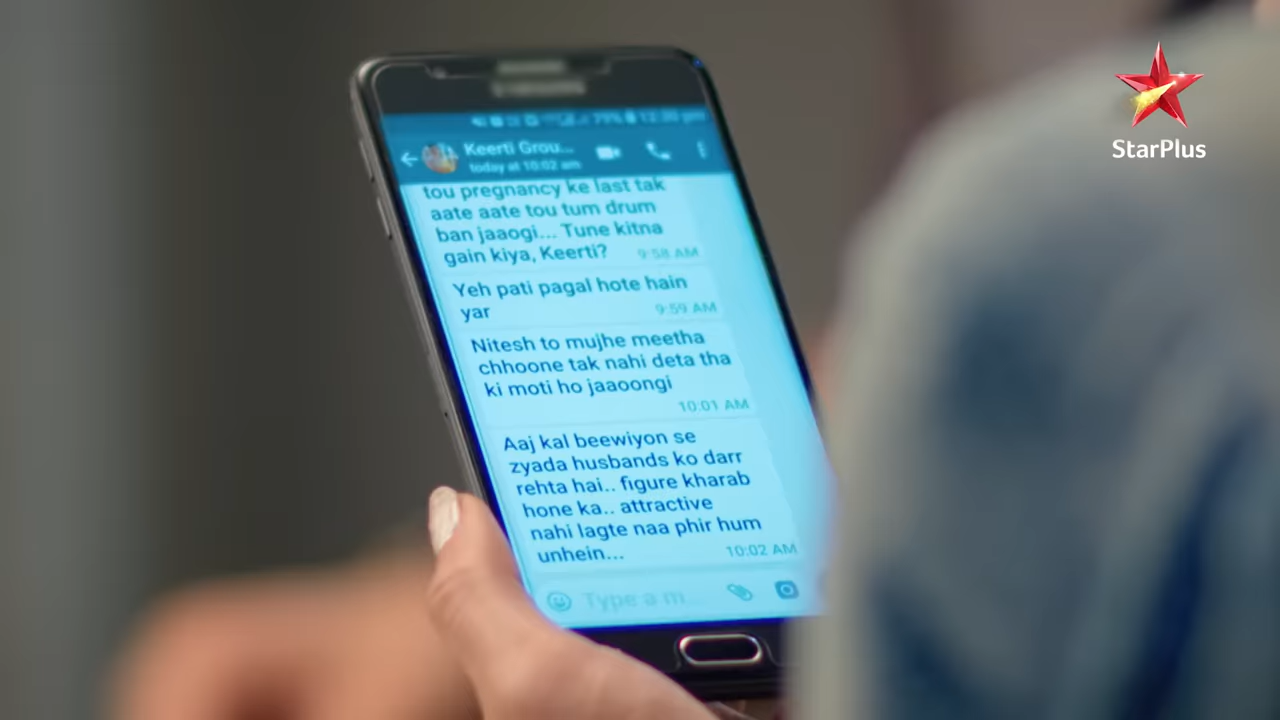 StarPlus
Keerti Grou...
today at 10:02 am
tou pregnancy ke last tak
aate aate tou tum drum
ban jaaogi... Tune kitna
gain kiya, Keerti?
9:58 AM
Yeh pati pagal hote hain
yar
9:59 AM
Nitesh to mujhe meetha
chhoone tak nahi deta tha
ki moti ho jaaoongi
10:01 AM
Aaj kal beewiyon se
zyada husbands ko darr
rehta hai.. figure kharab
hone ka.. attractive
nahi lagte naa phir hum
unhein...
10:02 AM
Type a m...